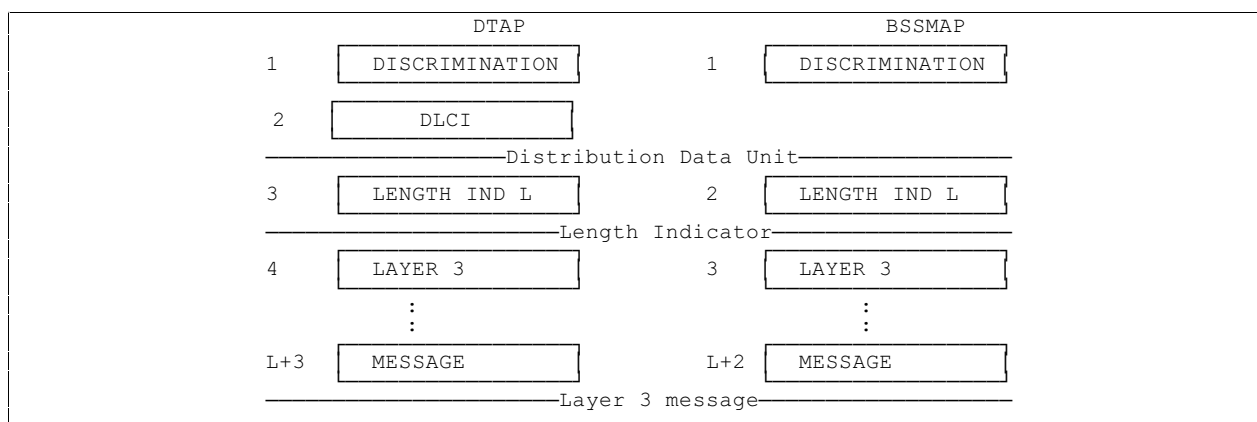 DTAP BSSMAP
1 DISCRIMINATION 1 DISCRIMINATION
2 DLCI
Distribution Data Unit
3 LENGTH IND L 2 LENGTH IND L
Length Indicator
4 LAYER 3 3 LAYER 3
: :
: :
L+3 MESSAGE L+2 MESSAGE
Layer 3 message